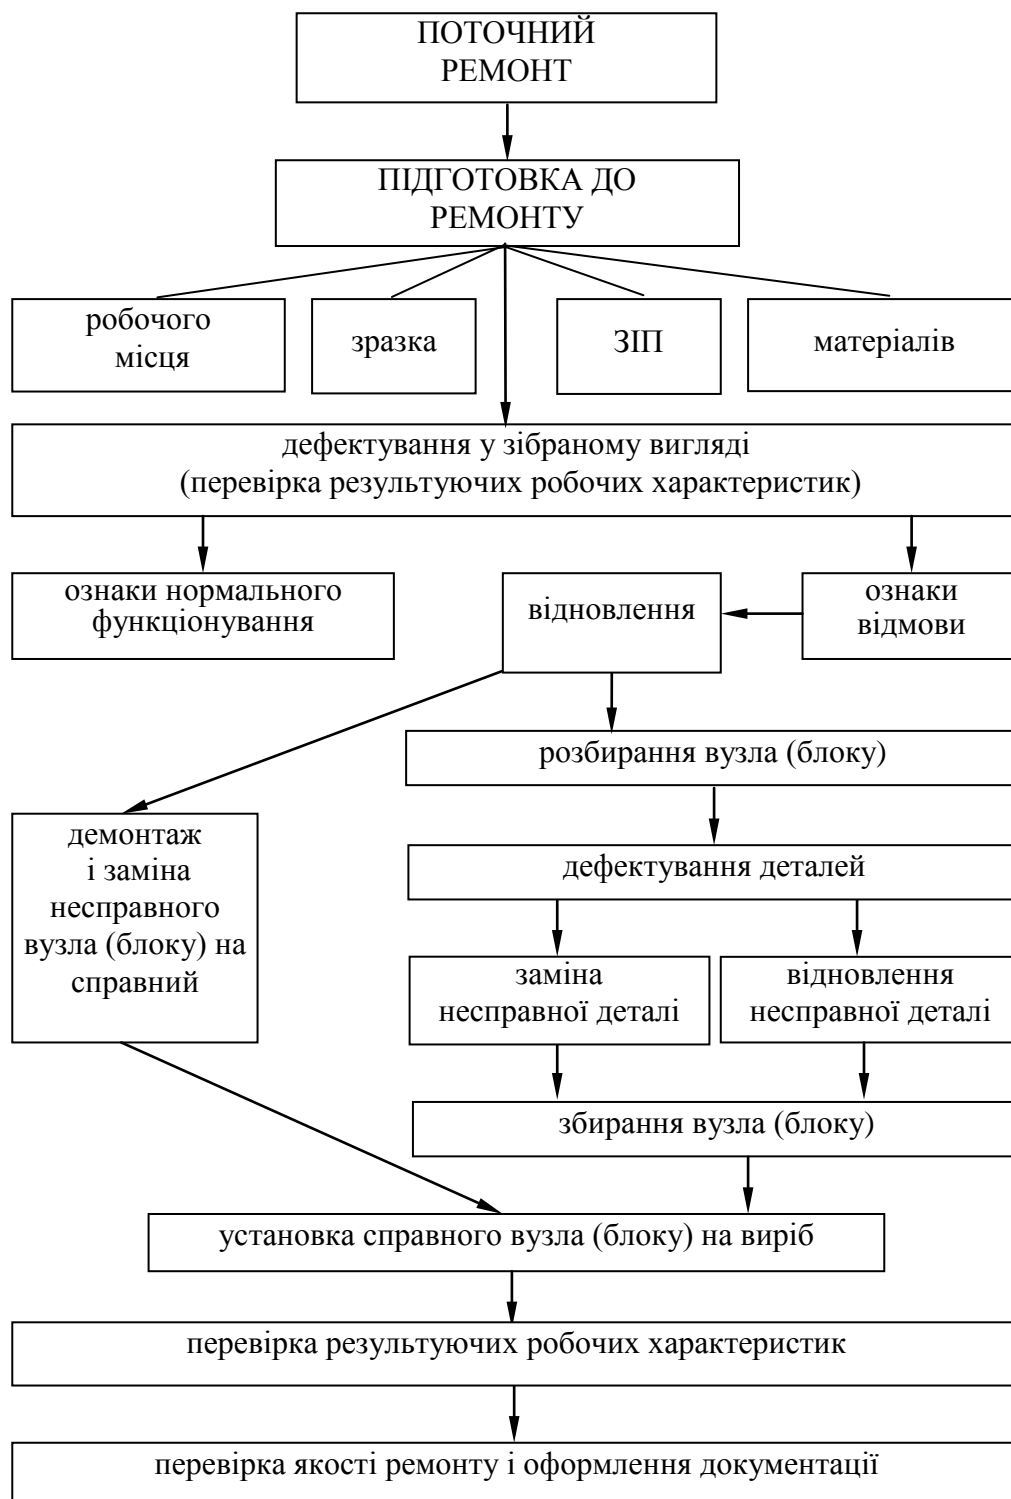 ПОТОЧНИЙ
РЕМОНТ
ПІДГОТОВКА ДО
РЕМОНТУ
робочого
місця
зразка
ЗІП
матеріалів
дефектування у зібраному вигляді
(перевірка результуючих робочих характеристик)
ознаки нормального
функціонування
відновлення
ознаки
відмови
розбирання вузла (блоку)
демонтаж
і заміна
несправного
вузла (блоку) на
справний
дефектування деталей
заміна
несправної деталі
відновлення
несправної деталі
збирання вузла (блоку)
установка справного вузла (блоку) на виріб
перевірка результуючих робочих характеристик
перевірка якості ремонту і оформлення документації